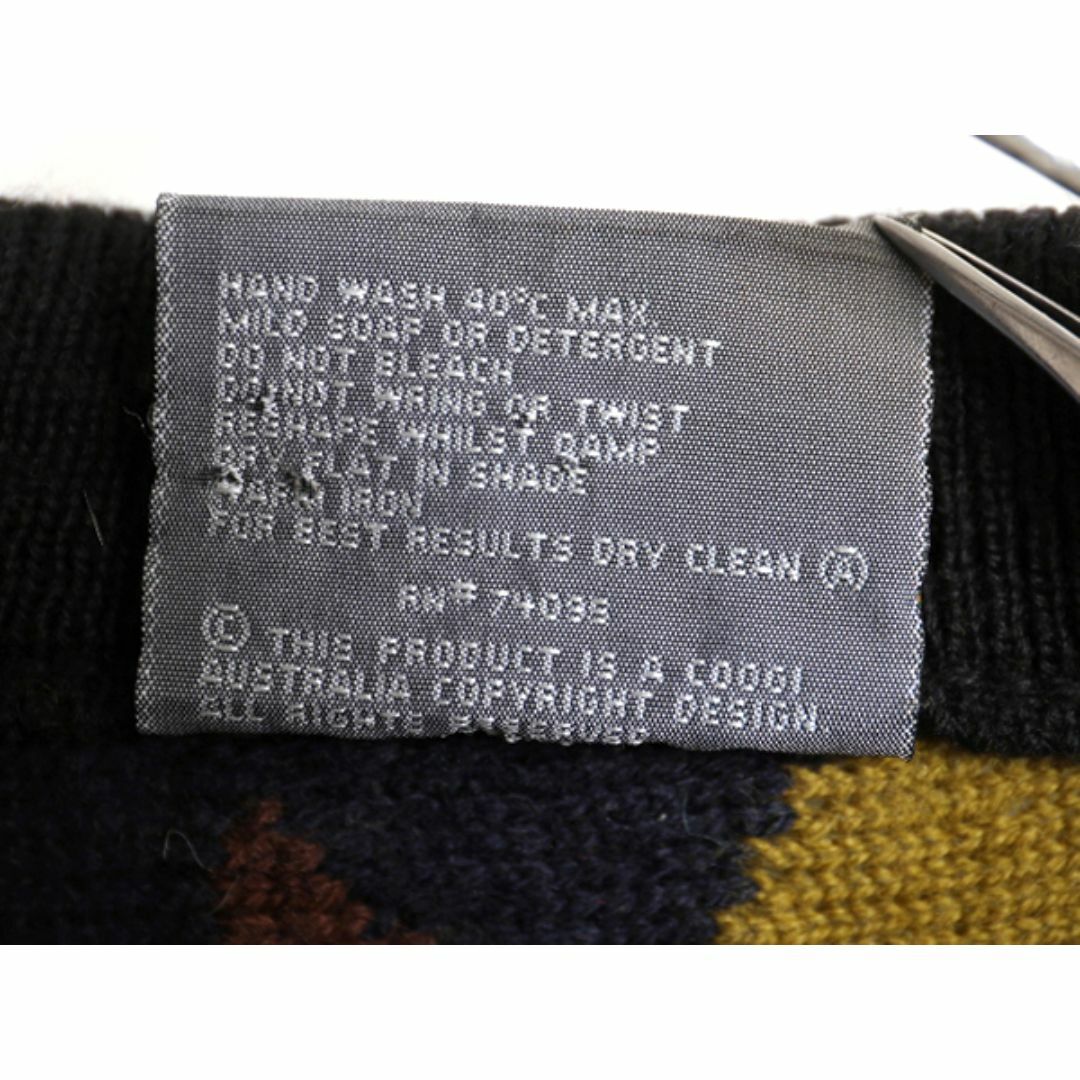 HAND WASH 40°C MAX.
MILD SOAP OR DETERGENT
DO NOT BLEACH
DO NOT WRING OR TWIST
RESHAPE WHILST DAMP
DRY FLAT IN SHADE
WARM IRON
FOR BEST RESULTS DRY CLEAN Ⓐ
RN# 74098
Ⓒ THIS PRODUCT IS A COOGI
AUSTRALIA COPYRIGHT DESIGN
ALL RIGHTS RESERVED